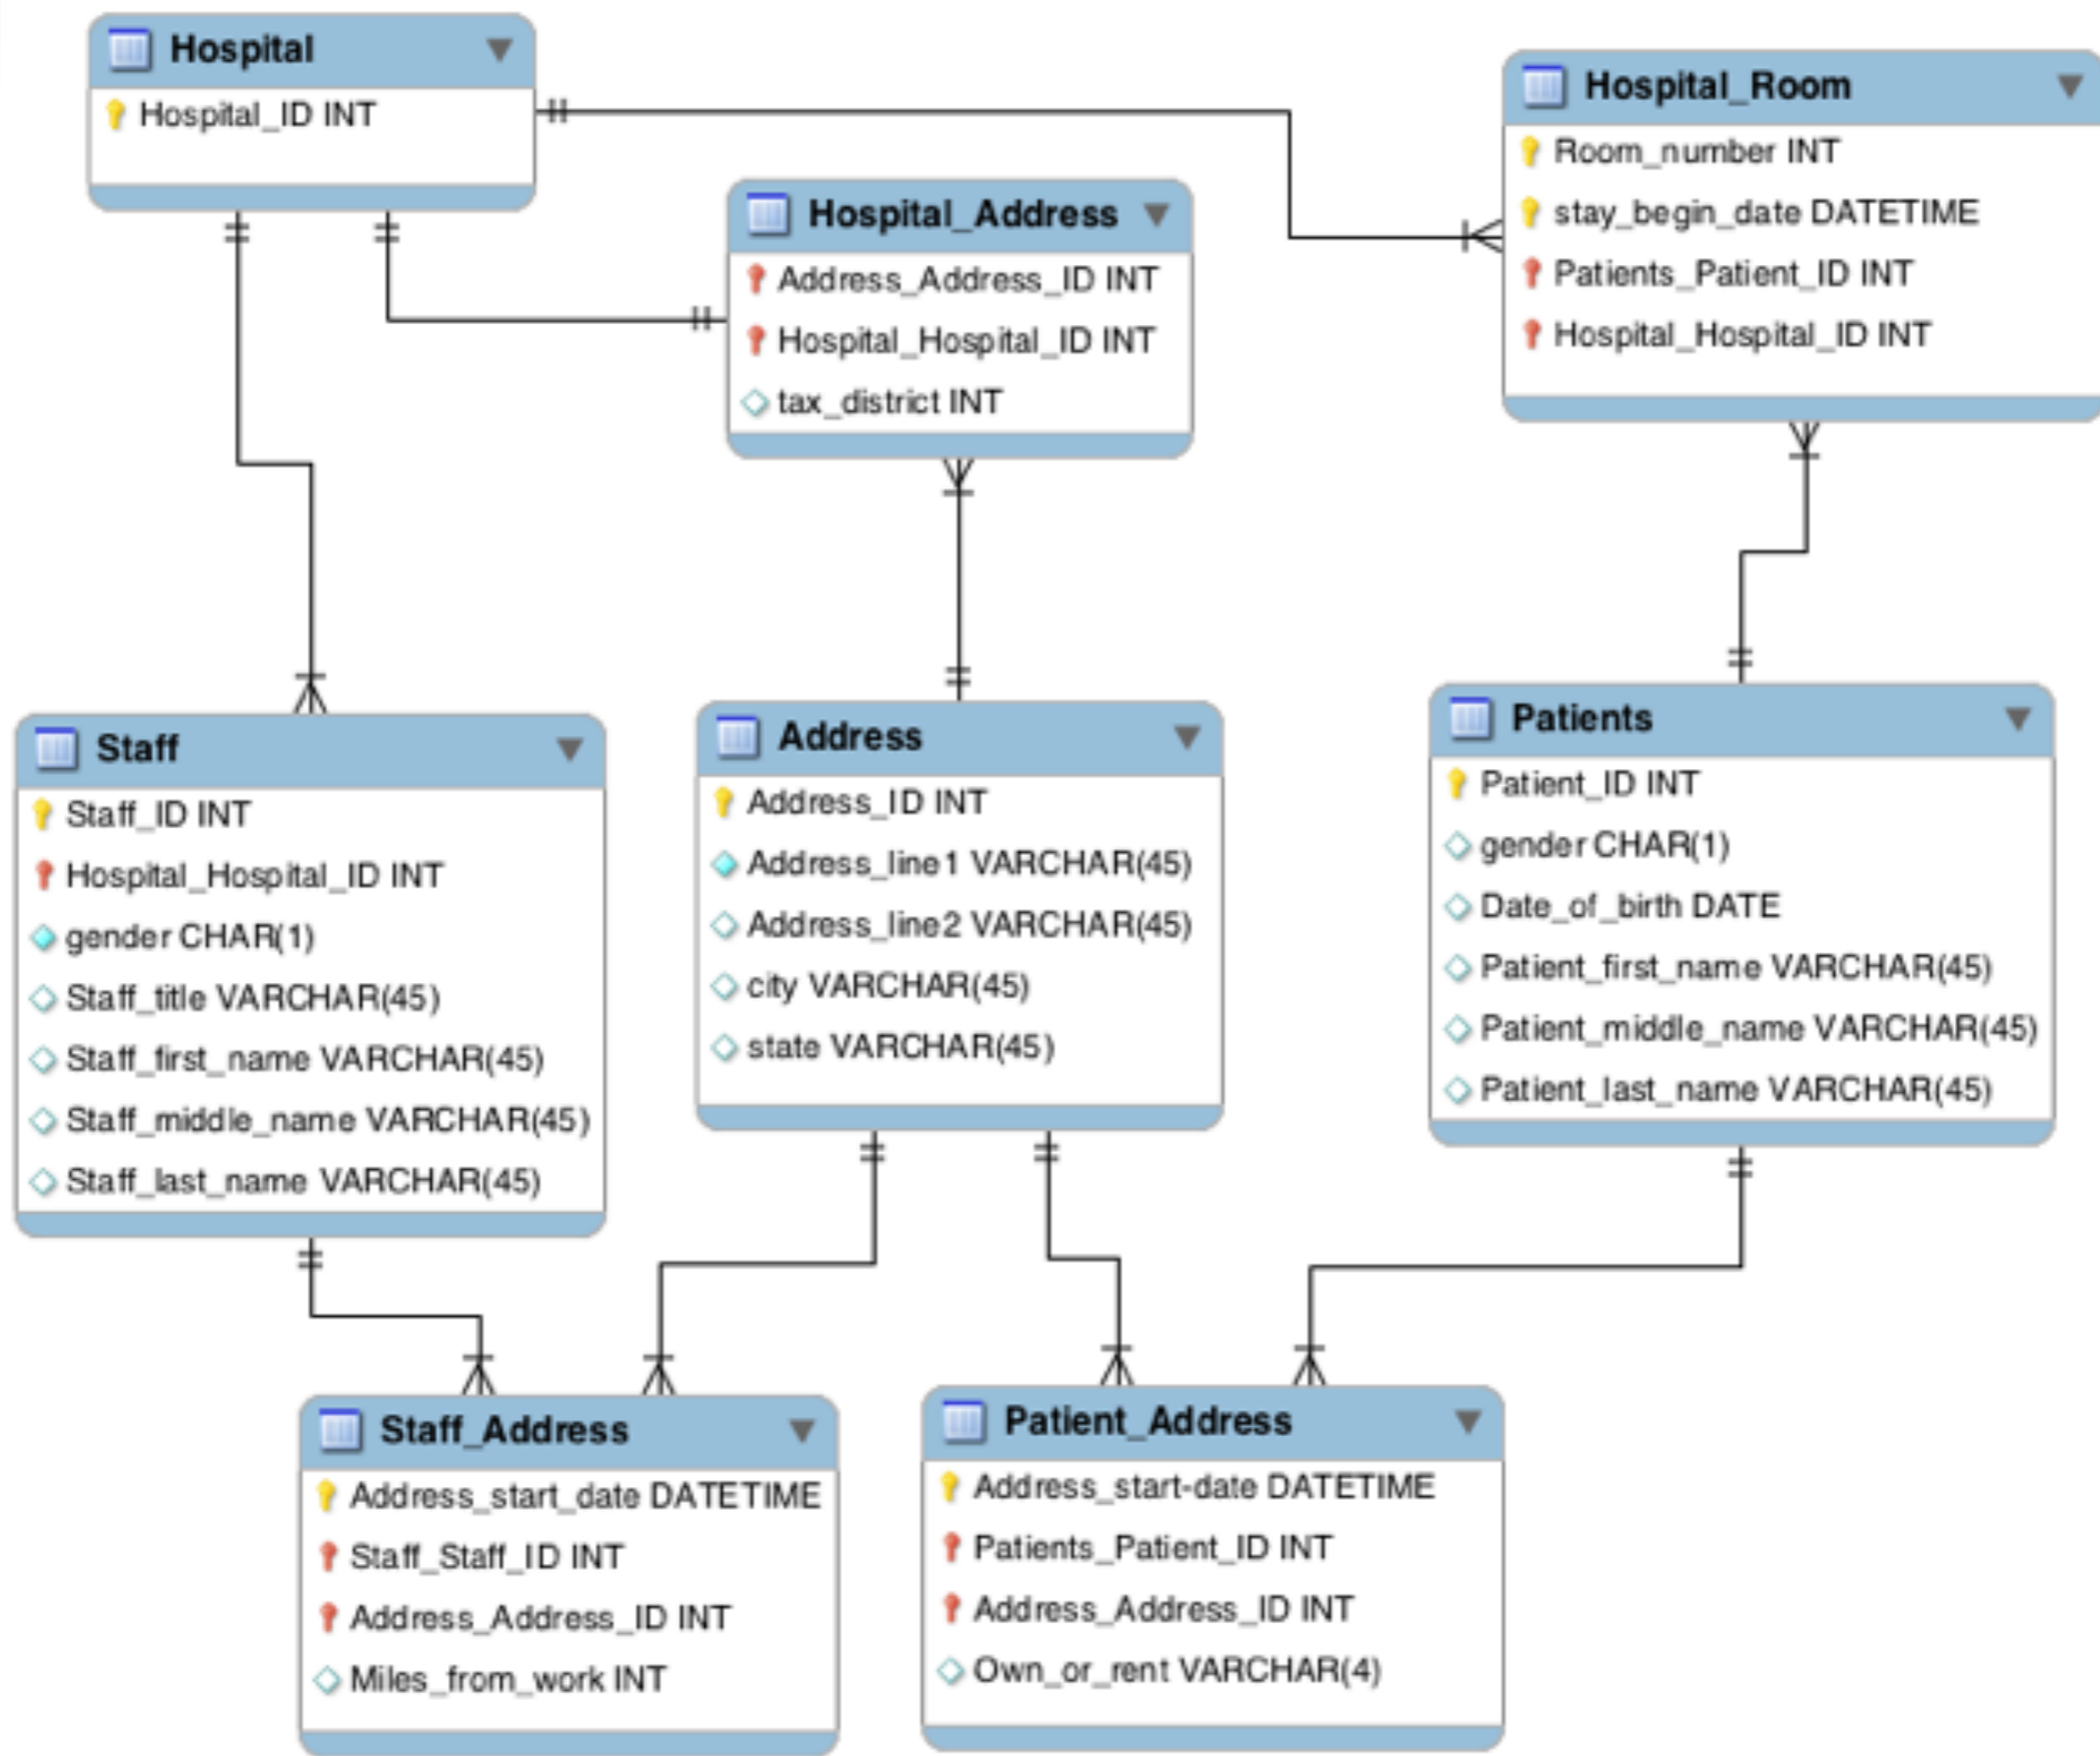 Hospital
Hospital_ID INT
Hospital_Room
Room_number INT
stay_begin_date DATETIME
Patients_Patient_ID INT
Hospital_Hospital_ID INT
Hospital_Address
Address_Address_ID INT
Hospital_Hospital_ID INT
tax_district INT
Staff
Staff_ID INT
Hospital_Hospital_ID INT
gender CHAR(1)
Staff_title VARCHAR(45)
Staff_first_name VARCHAR(45)
Staff_middle_name VARCHAR(45)
Staff_last_name VARCHAR(45)
Address
Address_ID INT
Address_line1 VARCHAR(45)
Address_line2 VARCHAR(45)
city VARCHAR(45)
state VARCHAR(45)
Patients
Patient_ID INT
gender CHAR(1)
Date_of_birth DATE
Patient_first_name VARCHAR(45)
Patient_middle_name VARCHAR(45)
Patient_last_name VARCHAR(45)
Staff_Address
Address_start_date DATETIME
Staff_Staff_ID INT
Address_Address_ID INT
Miles_from_work INT
Patient_Address
Address_start-date DATETIME
Patients_Patient_ID INT
Address_Address_ID INT
Own_or_rent VARCHAR(4)